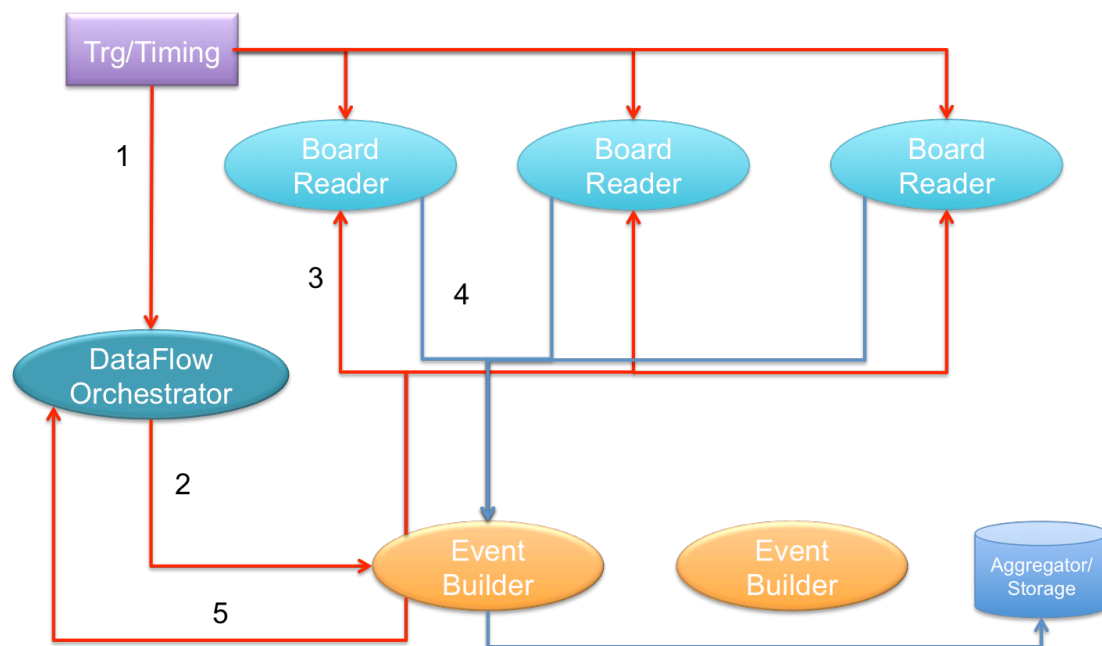 Trg/Timing
1
Board
Reader
Board
Reader
Board
Reader
3
4
DataFlow
Orchestrator
2
Event
Builder
Event
Builder
Aggregator/
Storage
5